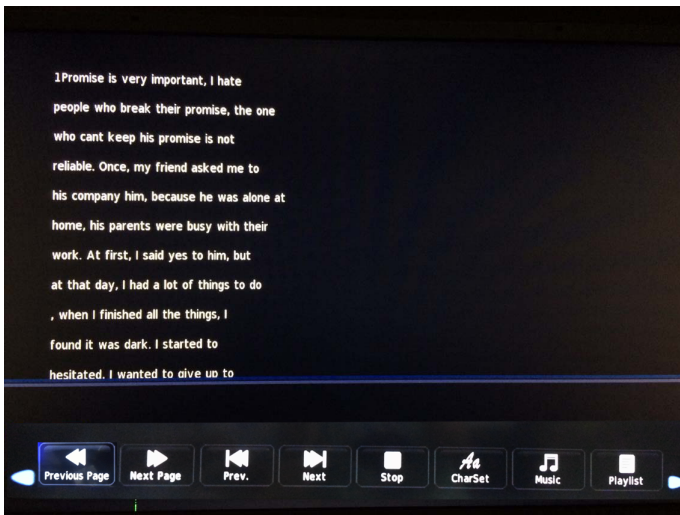 1Promise is very important, I hate
people who break their promise, the one
who cant keep his promise is not
reliable. Once, my friend asked me to
his company him, because he was alone at
home, his parents were busy with their
work. At first, I said yes to him, but
at that day, I had a lot of things to do
, when I finished all the things, I
found it was dark. I started to
hesitated. I wanted to give up to
Previous Page Next Page Prev. Next Stop Aa CharSet Music Playlist